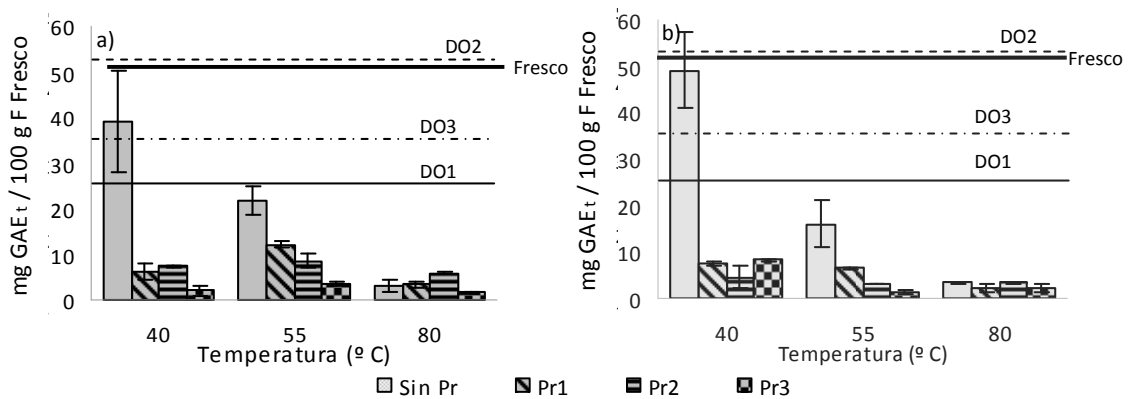 a)
mg GAEt / 100 g F Fresco
60
50
40
30
20
10
0
DO2
Fresco
DO3
DO1
40 55 80
Temperatura (º C)
b)
mg GAEt / 100 g F Fresco
60
50
40
30
20
10
0
DO2
Fresco
DO3
DO1
40 55 80
Temperatura (º C)
Sin Pr Pr1 Pr2 Pr3